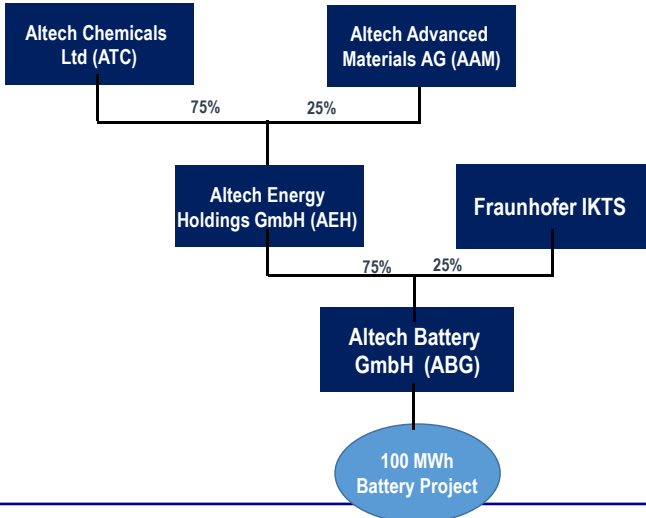 Altech Chemicals
Ltd (ATC)
Altech Advanced
Materials AG (AAM)
75%
25%
Altech Energy
Holdings GmbH (AEH)
Fraunhofer IKTS
75%
25%
Altech Battery
GmbH (ABG)
100 MWh
Battery Project